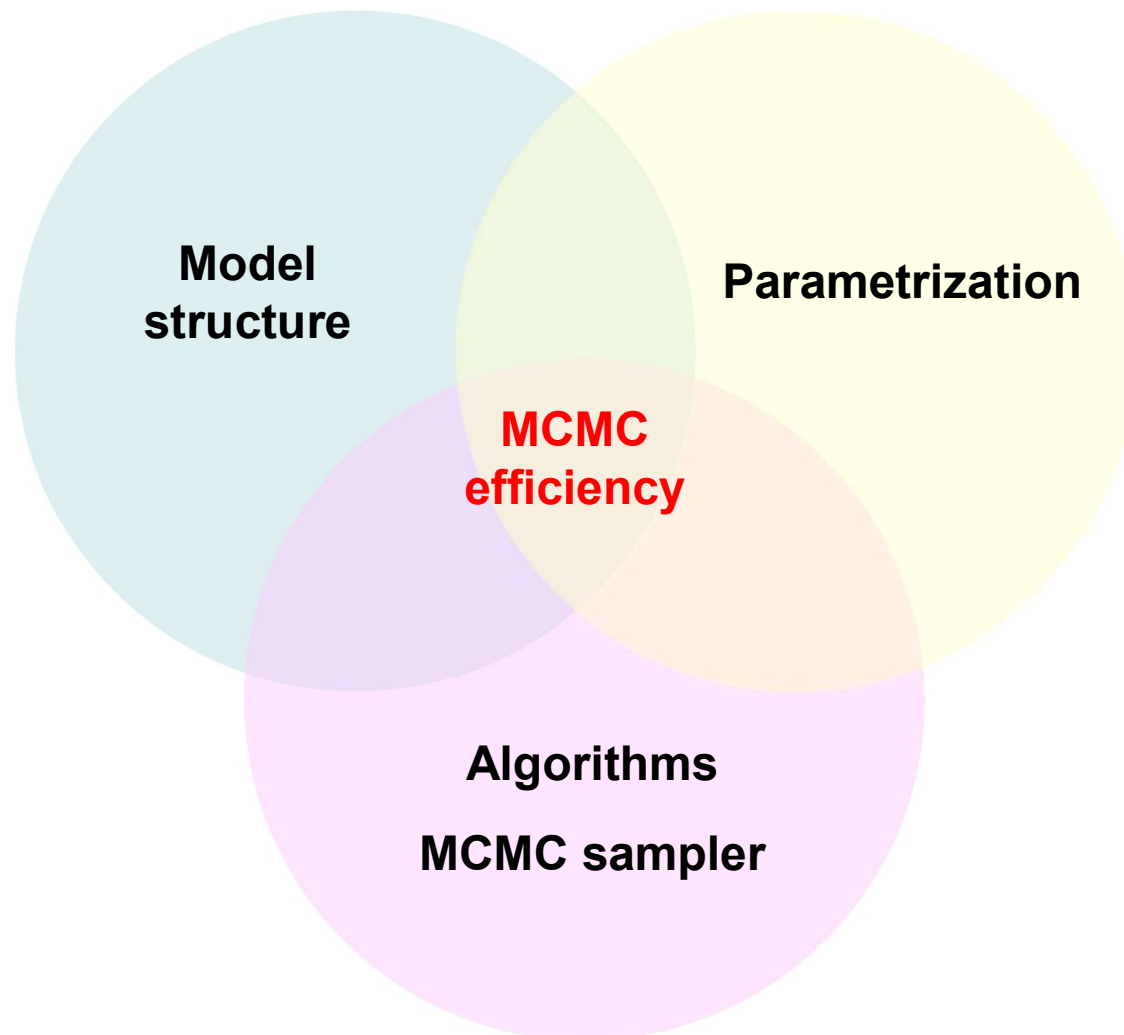 Model
structure
Parametrization
MCMC
efficiency
Algorithms
MCMC sampler